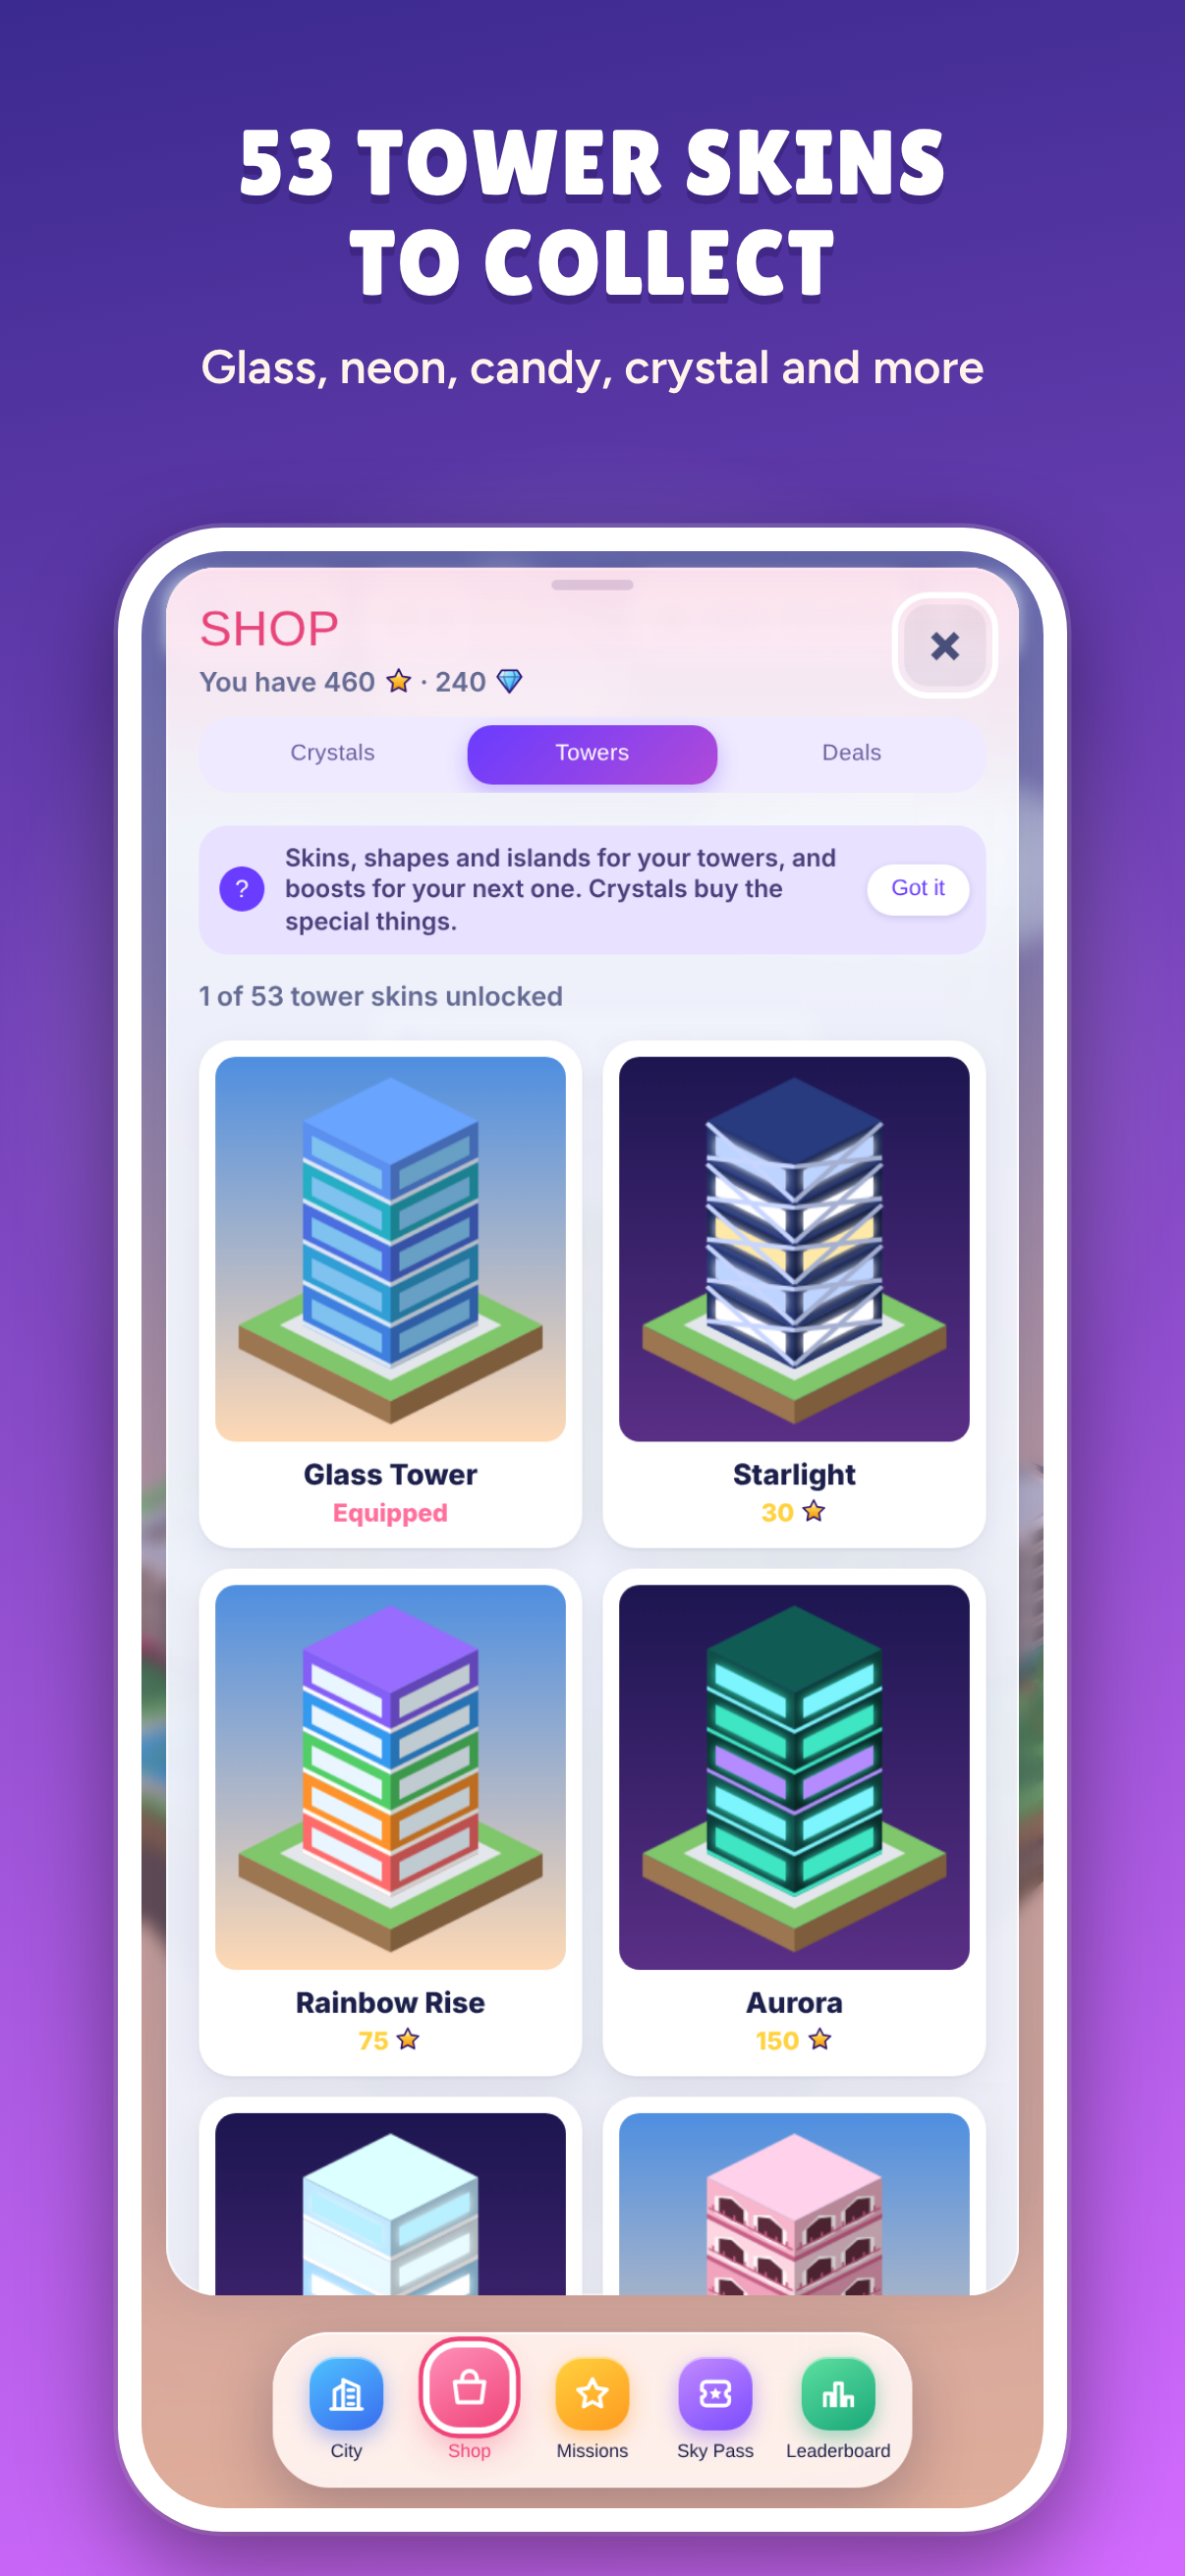 53 TOWER SKINS
TO COLLECT
Glass, neon, candy, crystal and more
SHOP
You have 460 · 240
Crystals
Towers
Deals
?
Skins, shapes and islands for your towers, and
boosts for your next one. Crystals buy the
special things.
Got it
1 of 53 tower skins unlocked
Glass Tower
Equipped
Starlight
30
Rainbow Rise
75
Aurora
150
City
Shop
Missions
Sky Pass
Leaderboard